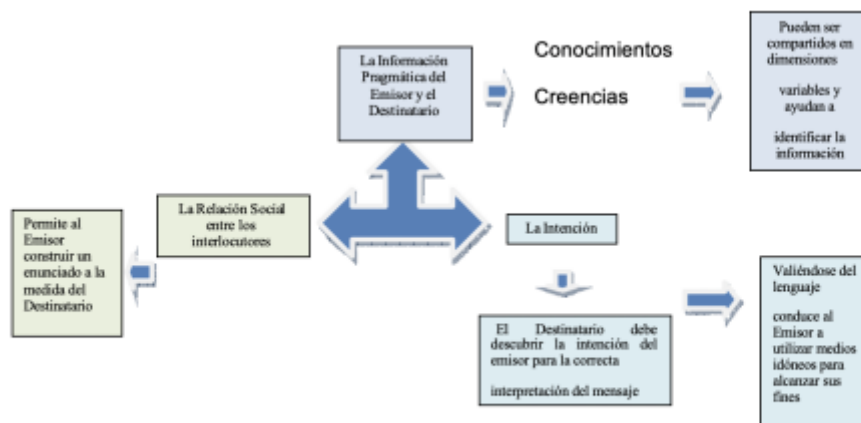 La Información
Pragmática del
Emisor y el
Destinatario
Conocimientos
Creencias
Pueden ser
compartidos en
dimensiones
variables y
ayudan a
identificar la
información
La Relación Social
entre los
interlocutores
Permite al
Emisor
construir un
enunciado a la
medida del
Destinatario
La Intención
El Destinatario debe
descubrir la intención del
emisor para la correcta
interpretación del mensaje
Valiéndose del
lenguaje
conduce al
Emisor a
utilizar medios
idóneos para
alcanzar sus
fines